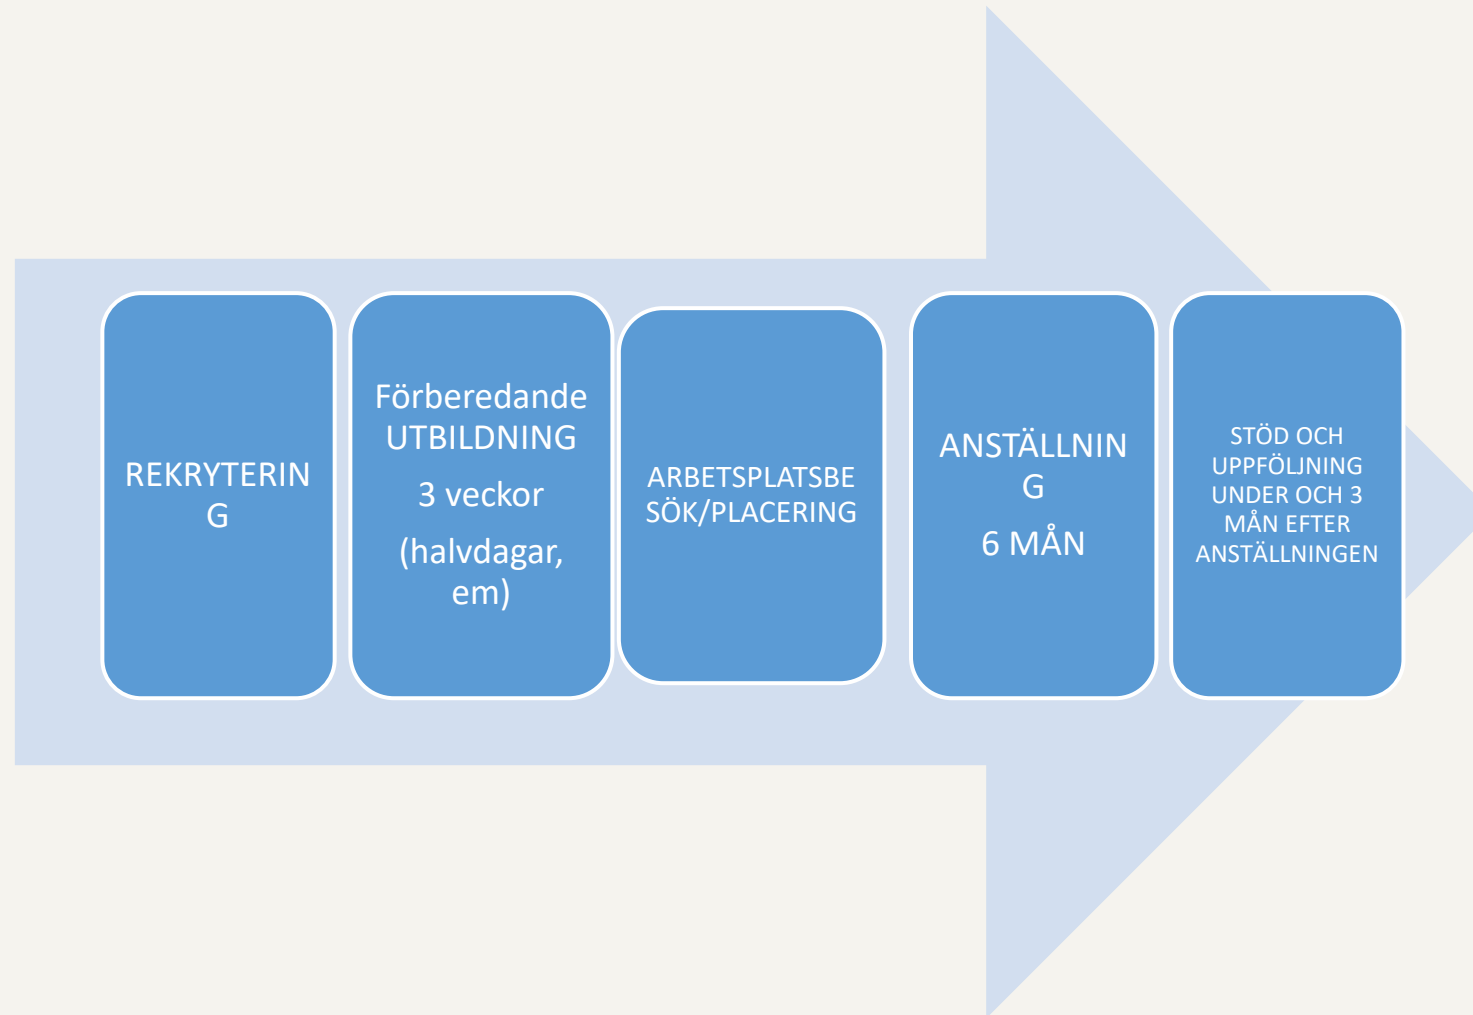 REKRYTERIN
G
Förberedande
UTBILDNING
3 veckor
(halvdagar,
em)
ARBETSPLATSBE
SÖK/PLACERING
ANSTÄLLNIN
G
6 MÅN
STÖD OCH
UPPFÖLJNING
UNDER OCH 3
MÅN EFTER
ANSTÄLLNINGEN